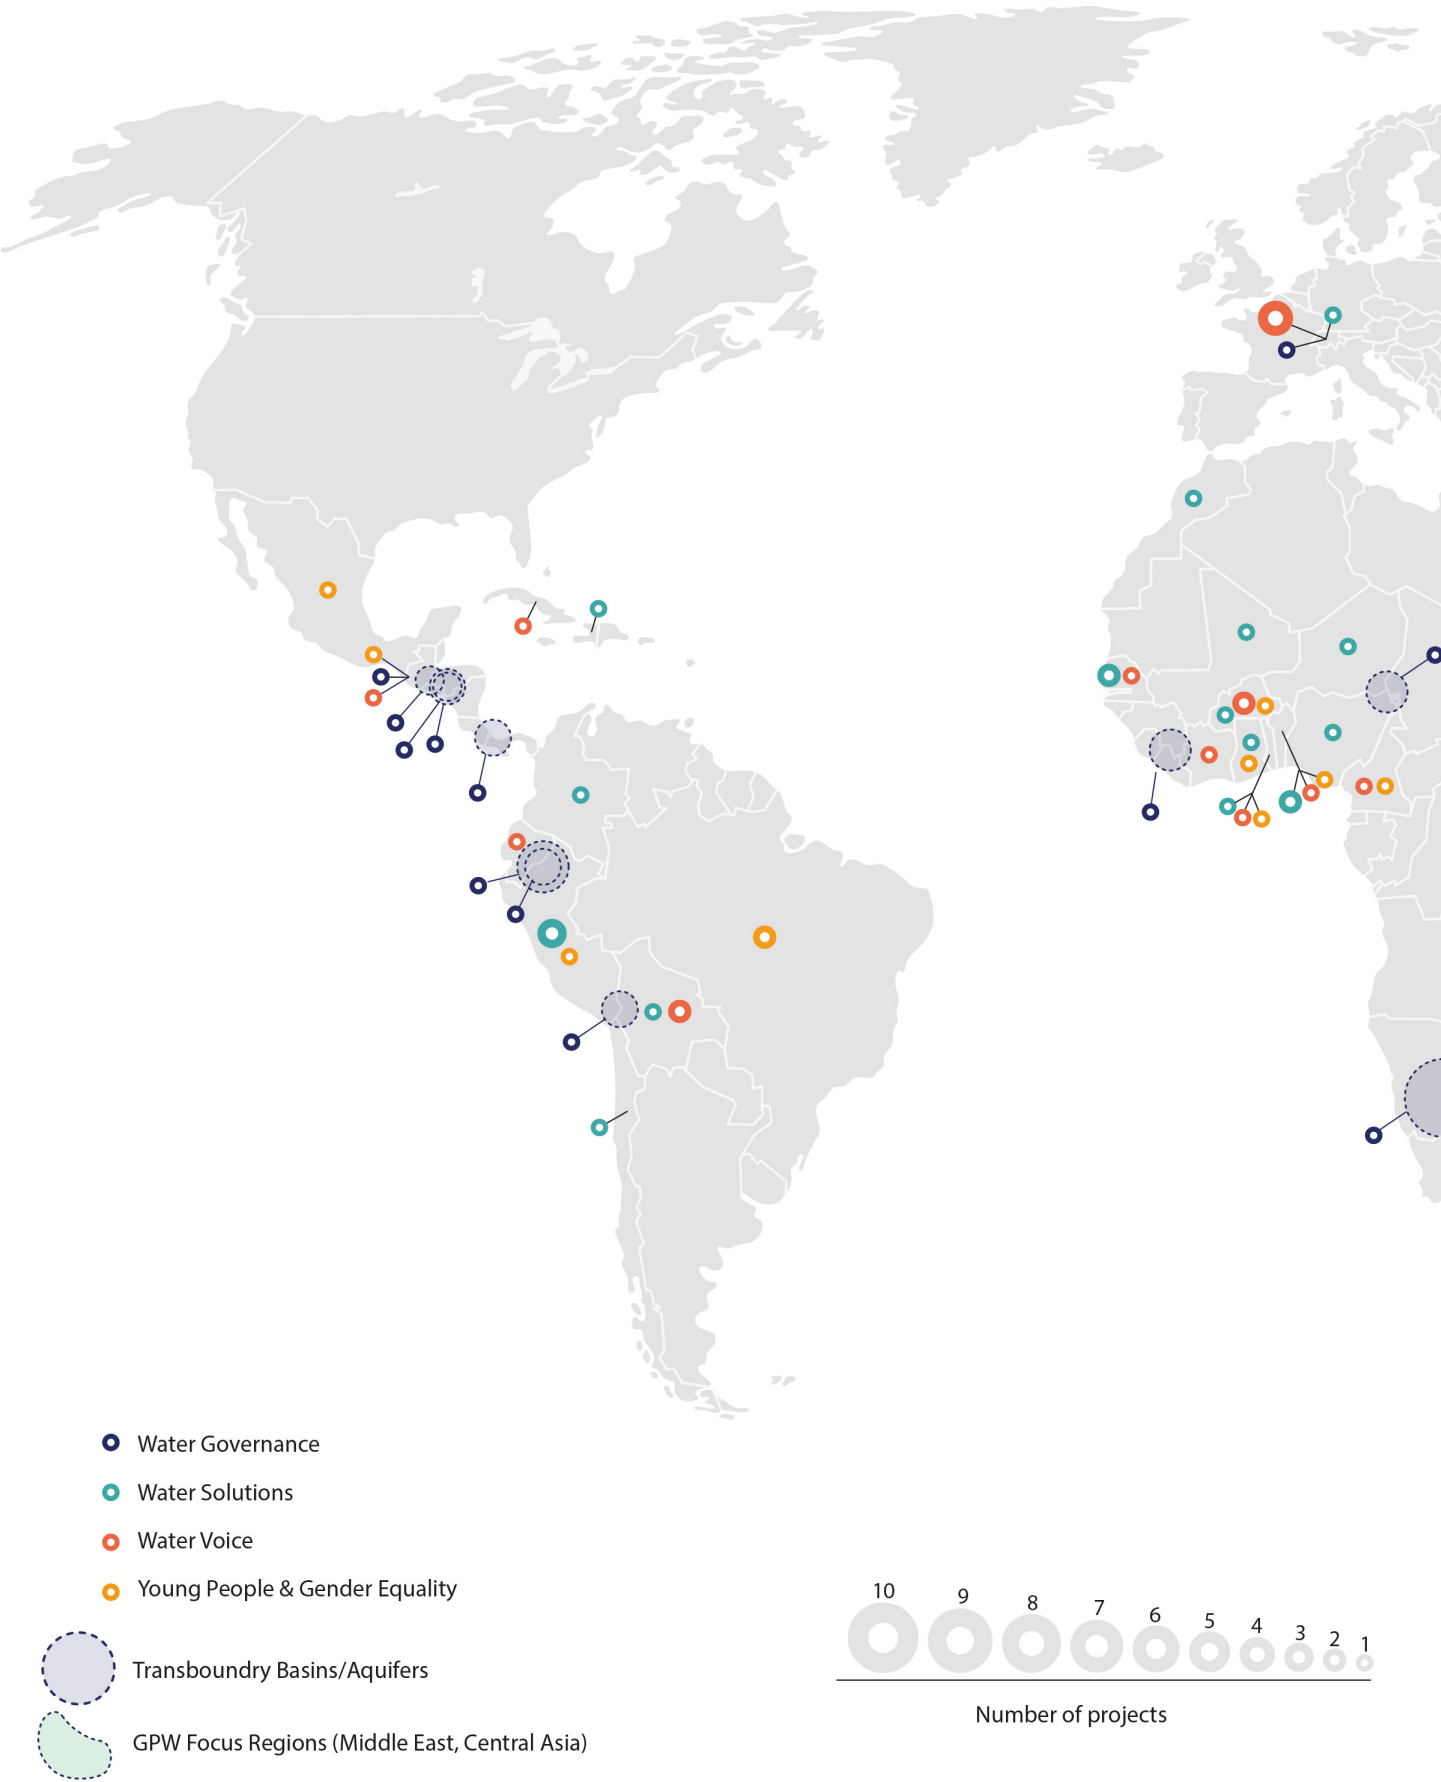 Water Governance
Water Solutions
Water Voice
Young People & Gender Equality
Transboundry Basins/Aquifers
GPW Focus Regions (Middle East, Central Asia)
10 9 8 7 6 5 4 3 2 1
Number of projects